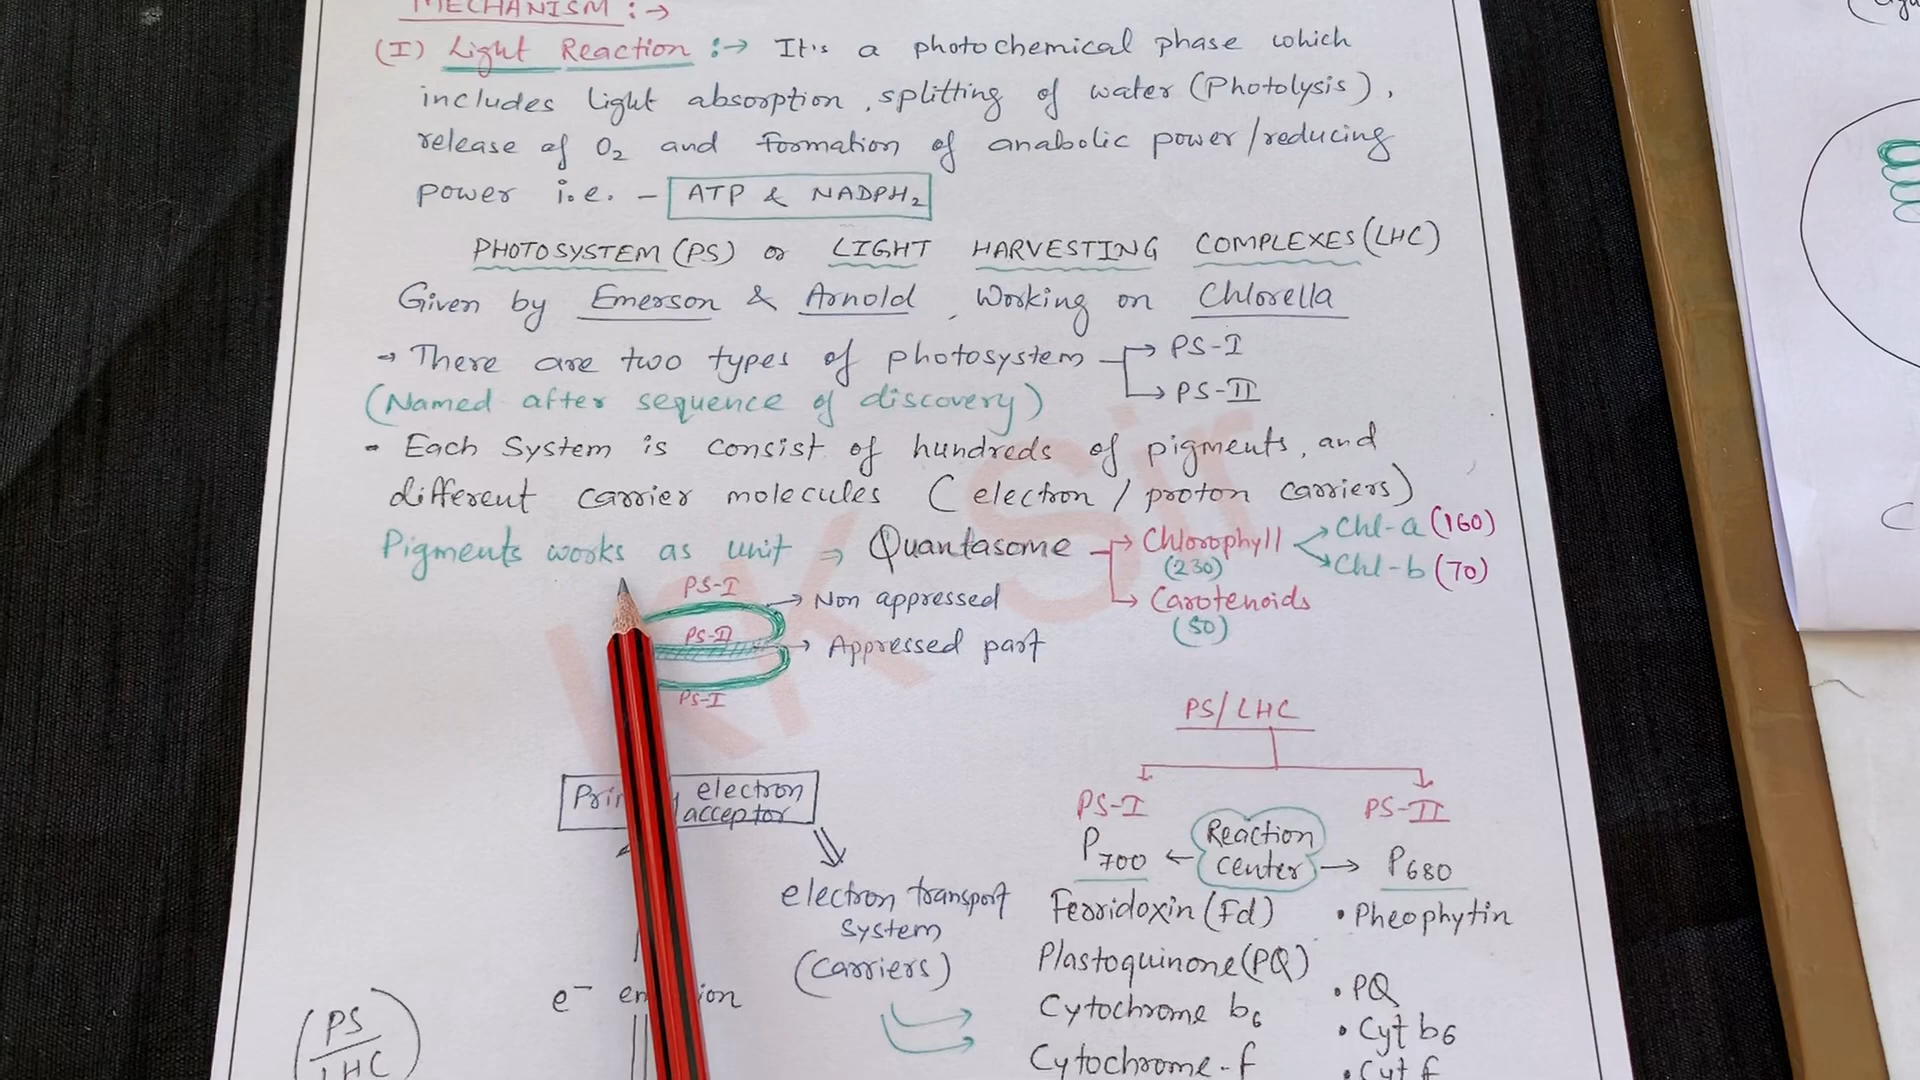 MECHANISM :→
(I) Light Reaction :→ It's a photochemical phase which
includes light absorption, splitting of water (Photolysis),
release of O₂ and formation of anabolic power/reducing
power i.e. - ATP & NADPH₂
PHOTOSYSTEM (PS) or LIGHT HARVESTING COMPLEXES (LHC)
Given by Emerson & Arnold, Working on Chlorella
→ There are two types of photosystem → PS-I
→ PS-II
(Named after sequence of discovery)
- Each System is consist of hundreds of pigments, and
different carrier molecules (electron / proton carriers)
Pigments works as unit ⇒ Quantasome → Chlorophyll → Chl-a (160)
(230) → Chl-b (70)
→ Carotenoids
(50)
PS-I → Non appressed
PS-II → Appressed part
PS-I
KK Sir
PS/LHC
electron
acceptor
PS-I PS-II
P₇₀₀ ← Reaction center → P₆₈₀
electron transport
system
(carriers)
Ferridoxin (Fd) • Pheophytin
Plastoquinone (PQ) • PQ
Cytochrome b₆ • Cyt b₆
Cytochrome-f • Cyt f
e⁻
PS
LHC